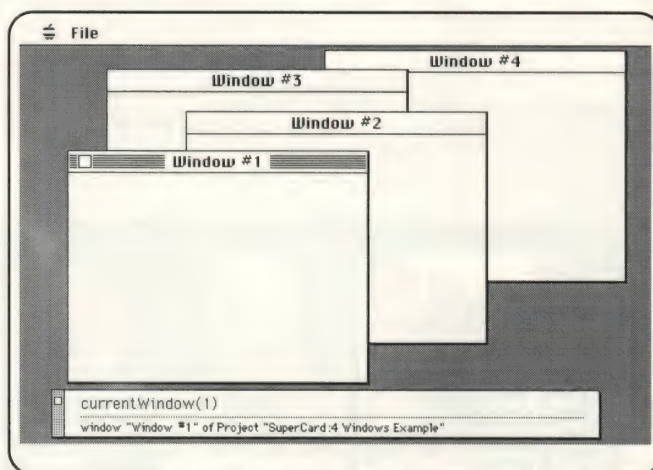 File
Window #4
Window #3
Window #2
Window #1
currentWindow(1)
window "Window #1" of Project "SuperCard:4 Windows Example"